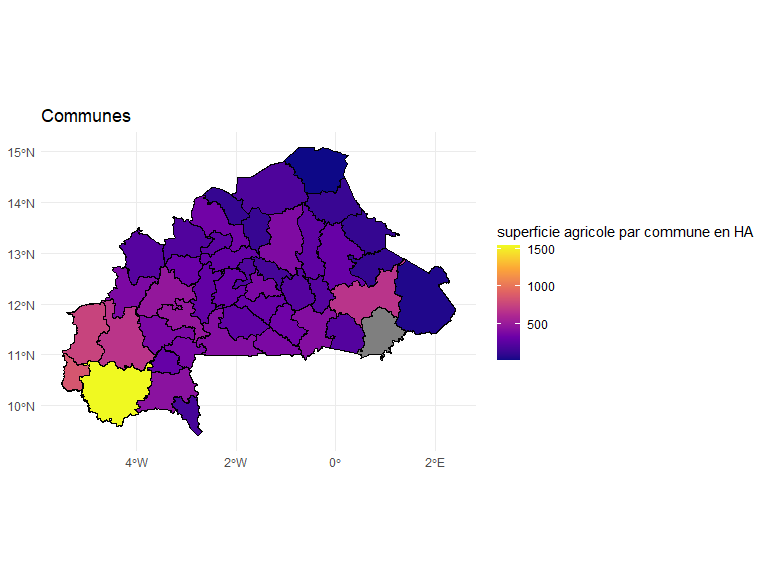 Communes
15°N
14°N
13°N
12°N
11°N
10°N
4°W
2°W
0°
2°E
superficie agricole par commune en HA
1500
1000
500